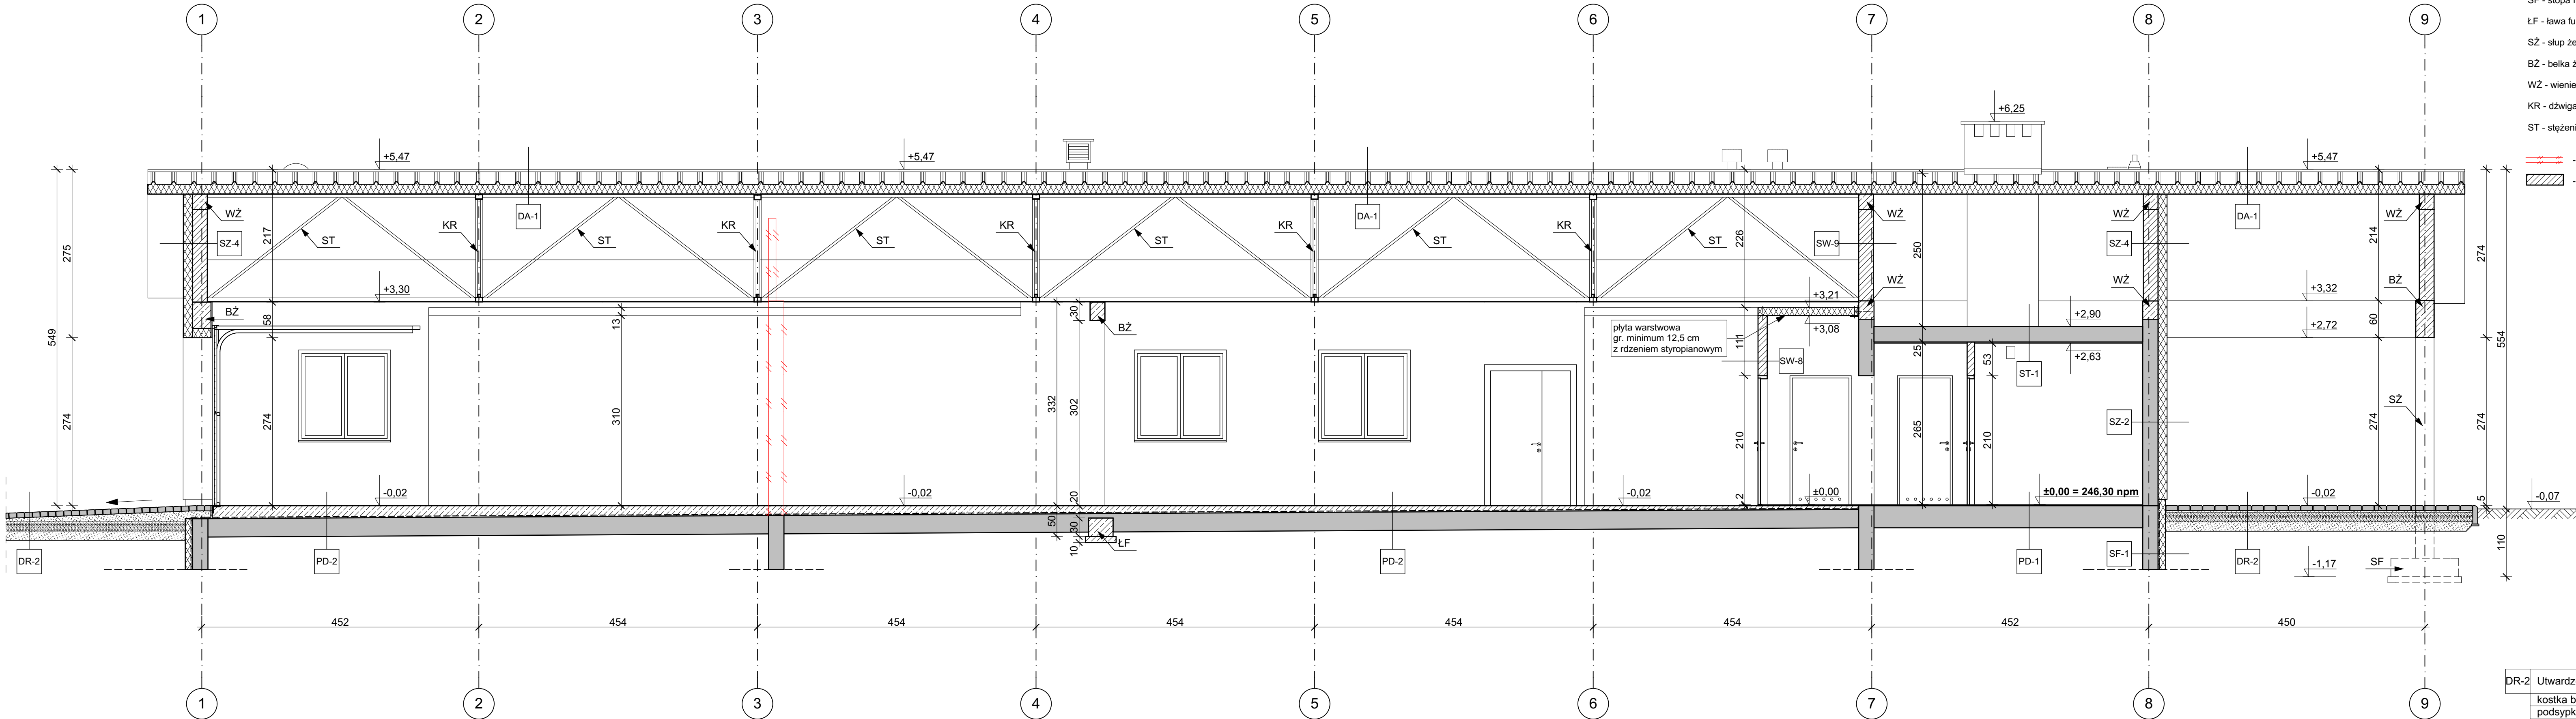 1 2 3 4 5 6 7 8 9
ŁF - ława fu
SŻ - słup że
BŻ - belka ż
WŻ - wienie
KR - dźwiga
ST - stężeni
+6,25
+5,47 +5,47 +5,47
DA-1 DA-1 DA-1
WŻ KR KR KR KR KR WŻ WŻ WŻ
SZ-4 ST ST ST ST ST ST SW-9 SZ-4
275 217 226 250 214 274
+3,30 +3,21 WŻ WŻ +3,32 BŻ
549 BŻ 58 13 30 BŻ
płyta warstwowa
gr. minimum 12,5 cm
z rdzeniem styropianowym
111 +3,08 +2,90 60 +2,72 554
SW-8 25 +2,63 53 ST-1
274 274 310 332 302 210 265 210 SZ-2 274 SŻ 274
-0,02 -0,02 -0,02 2 ±0,00 ±0,00 = 246,30 npm -0,02 5 -0,07
20
50 30
10 ŁF
DR-2 PD-2 PD-2 PD-1 SF-1 DR-2 -1,17 SF 110
452 454 454 454 454 454 452 450
1 2 3 4 5 6 7 8 9
DR-2 Utwardz
kostka b
podsypk